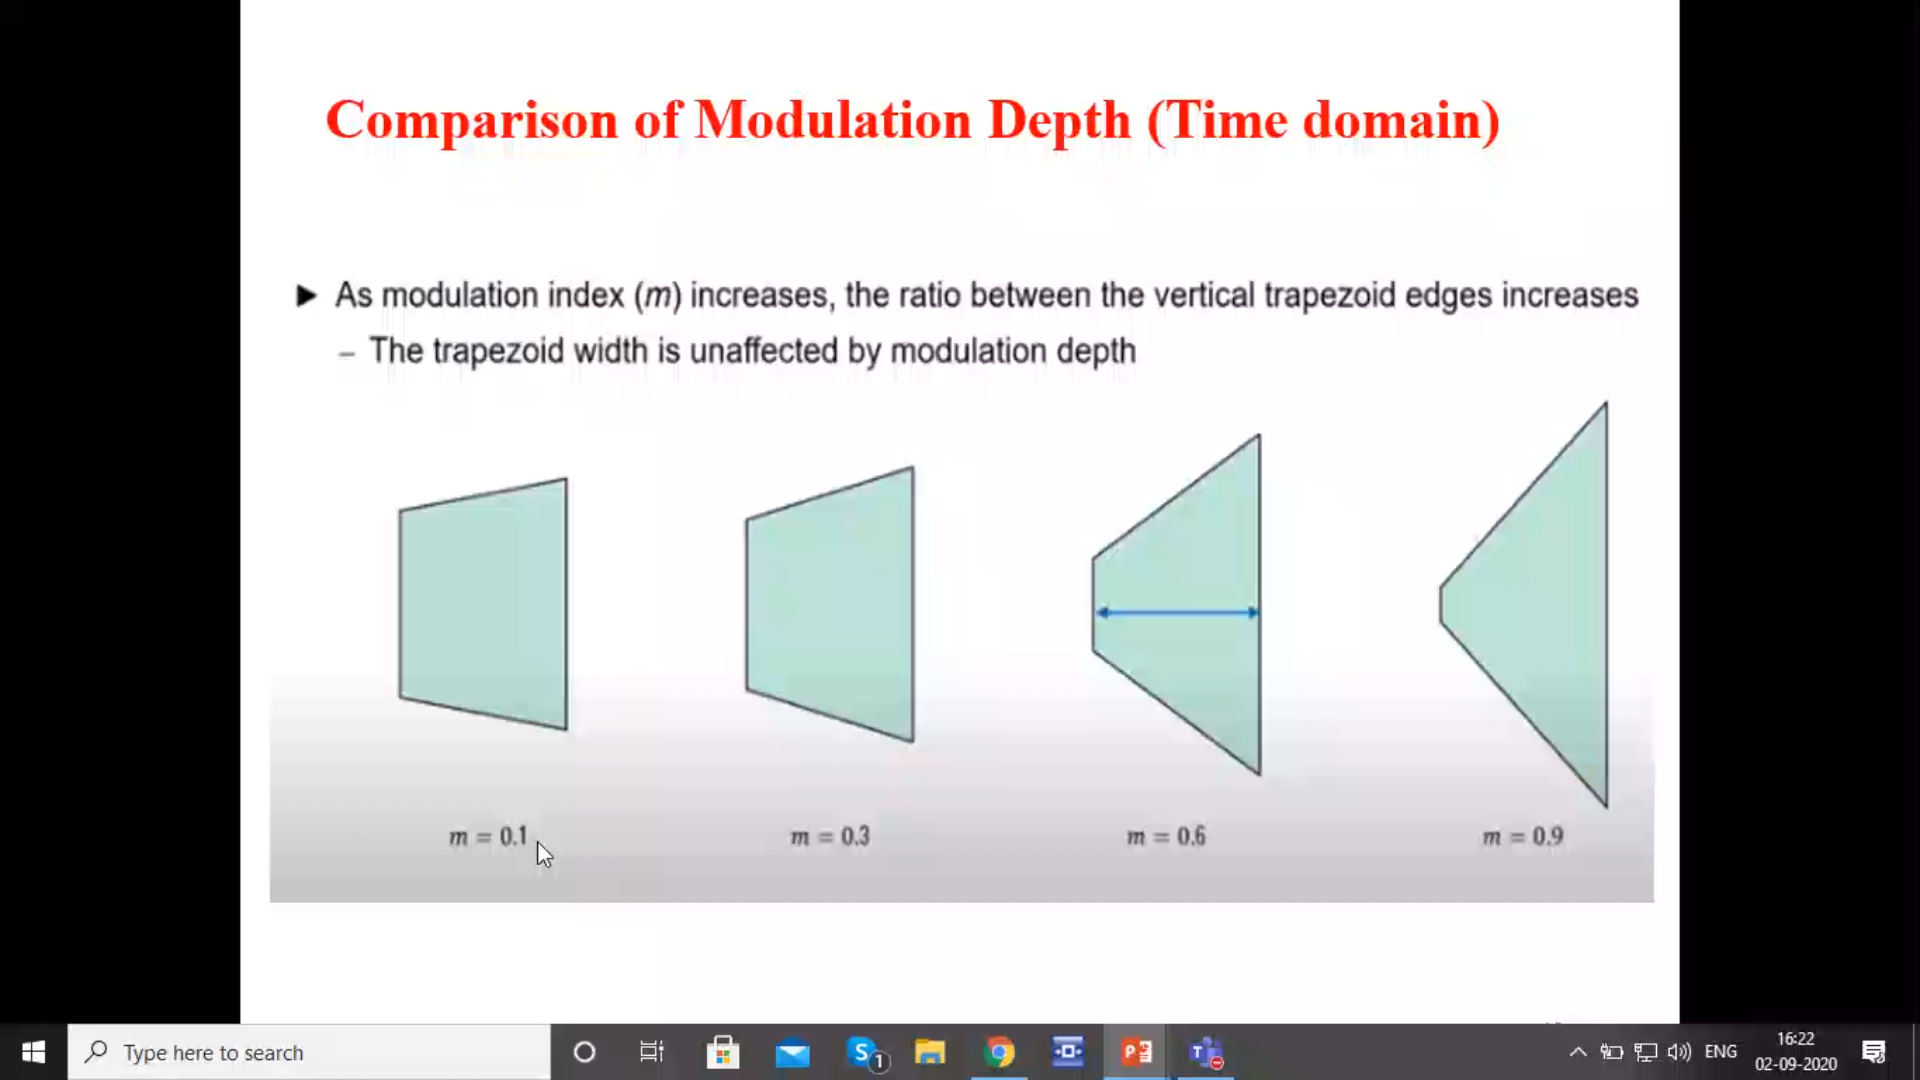 Comparison of Modulation Depth (Time domain)
▶ As modulation index (m) increases, the ratio between the vertical trapezoid edges increases
– The trapezoid width is unaffected by modulation depth
m = 0.1
m = 0.3
m = 0.6
m = 0.9
Type here to search
S
1
P
T
ENG
16:22
02-09-2020